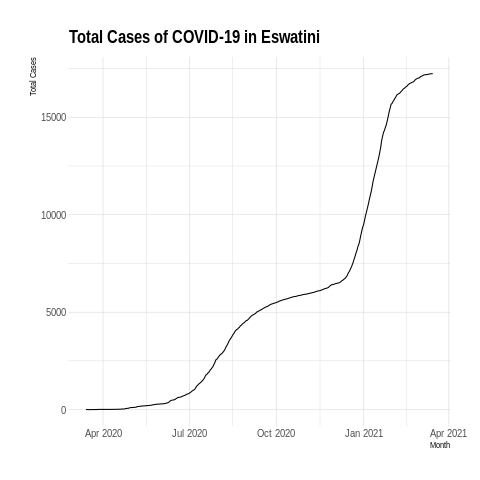 Total Cases of COVID-19 in Eswatini
Total Cases
15000
10000
5000
0
Apr 2020 Jul 2020 Oct 2020 Jan 2021 Apr 2021
Month